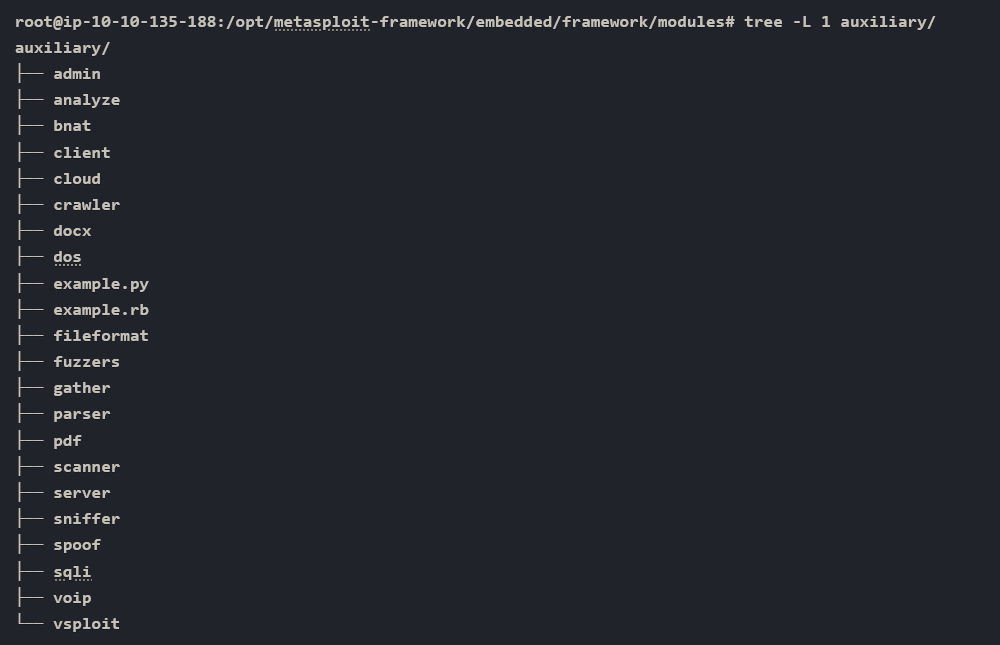 root@ip-10-10-135-188:/opt/metasploit-framework/embedded/framework/modules# tree -L 1 auxiliary/
auxiliary/
├── admin
├── analyze
├── bnat
├── client
├── cloud
├── crawler
├── docx
├── dos
├── example.py
├── example.rb
├── fileformat
├── fuzzers
├── gather
├── parser
├── pdf
├── scanner
├── server
├── sniffer
├── spoof
├── sqli
├── voip
└── vsploit